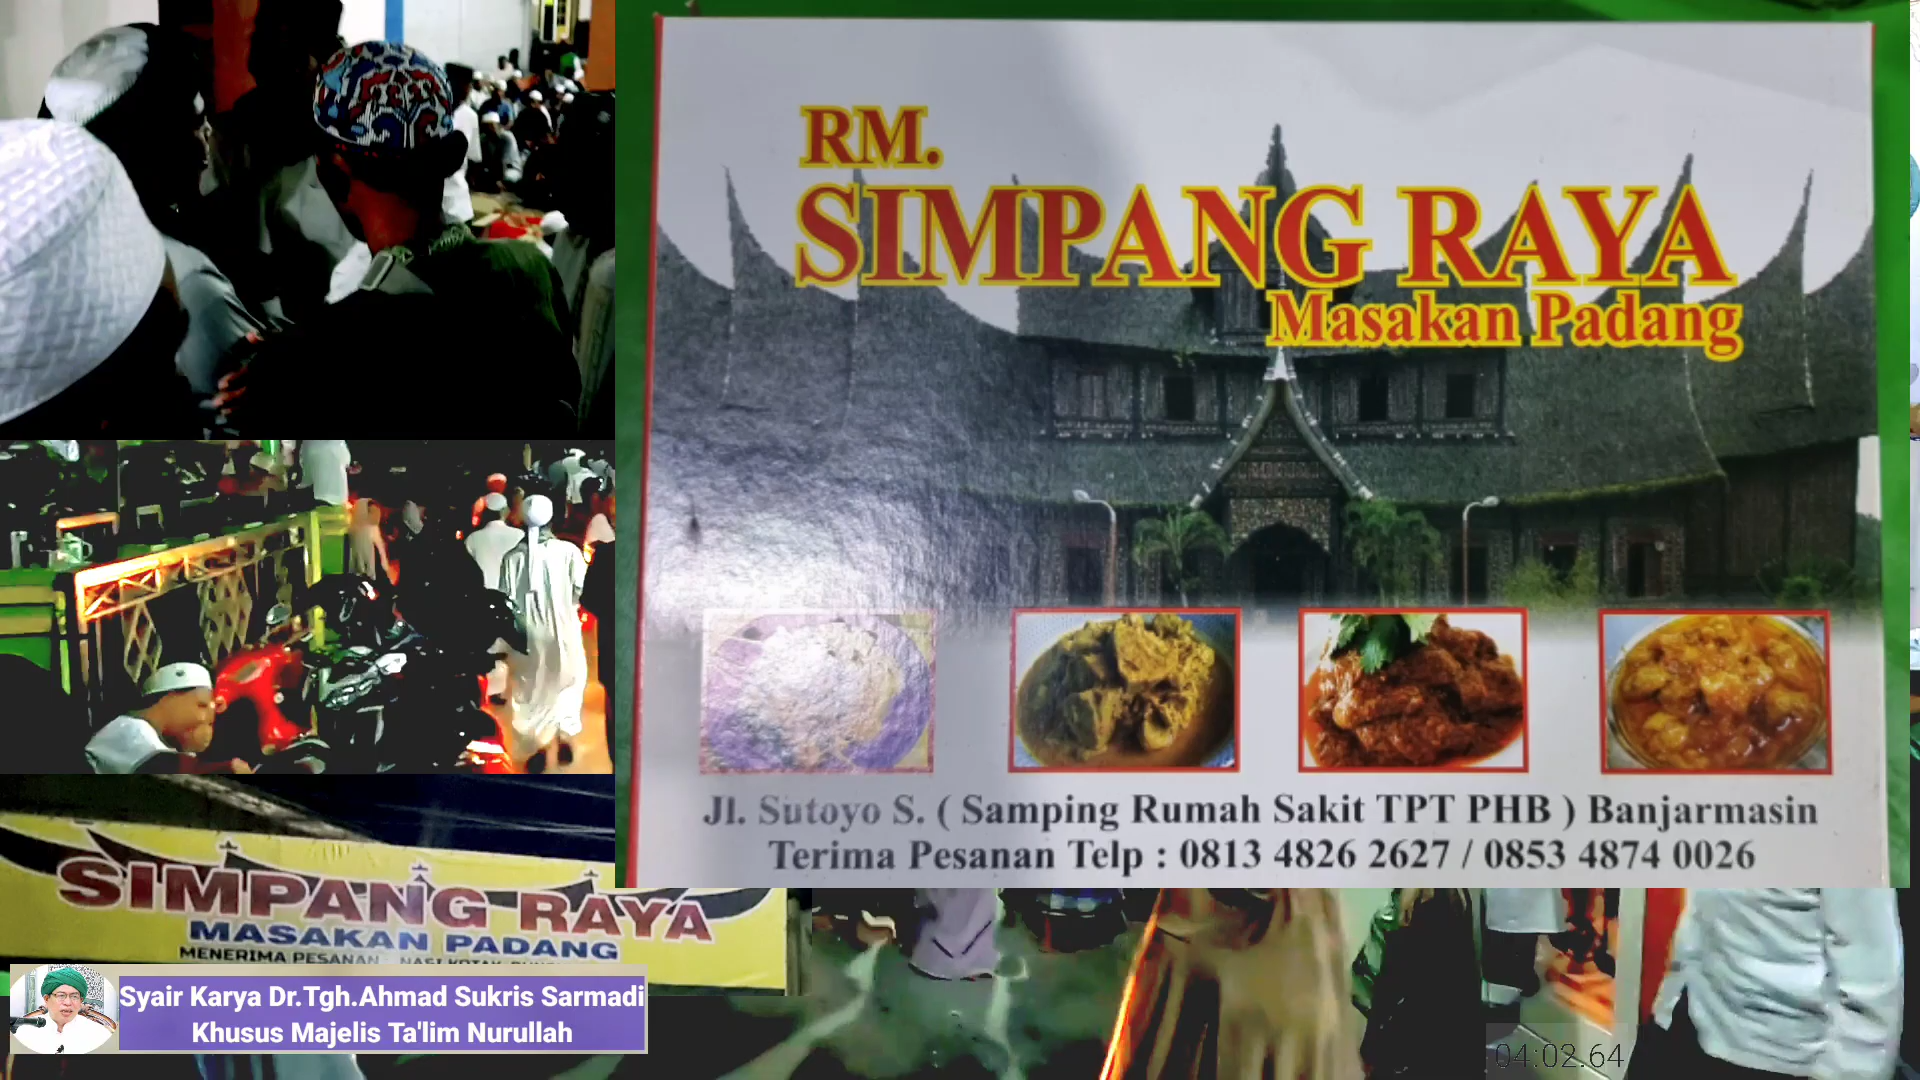 RM.
SIMPANG RAYA
Masakan Padang
Jl. Sutoyo S. ( Samping Rumah Sakit TPT PHB ) Banjarmasin
Terima Pesanan Telp : 0813 4826 2627 / 0853 4874 0026
SIMPANG RAYA
MASAKAN PADANG
MENERIMA PESANAN
Syair Karya Dr.Tgh.Ahmad Sukris Sarmadi
Khusus Majelis Ta'lim Nurullah
04:02.64